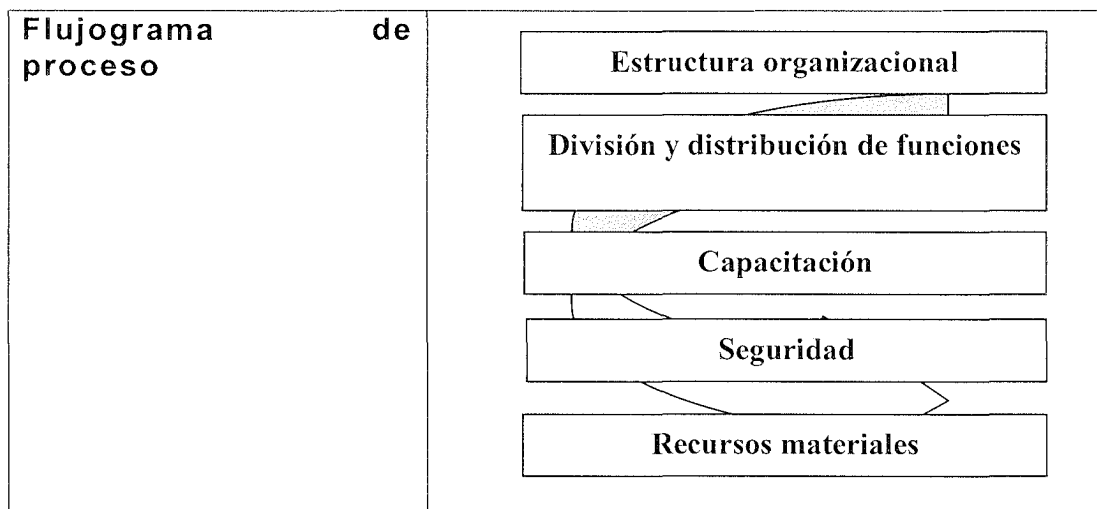 Flujograma de
proceso
Estructura organizacional
División y distribución de funciones
Capacitación
Seguridad
Recursos materiales